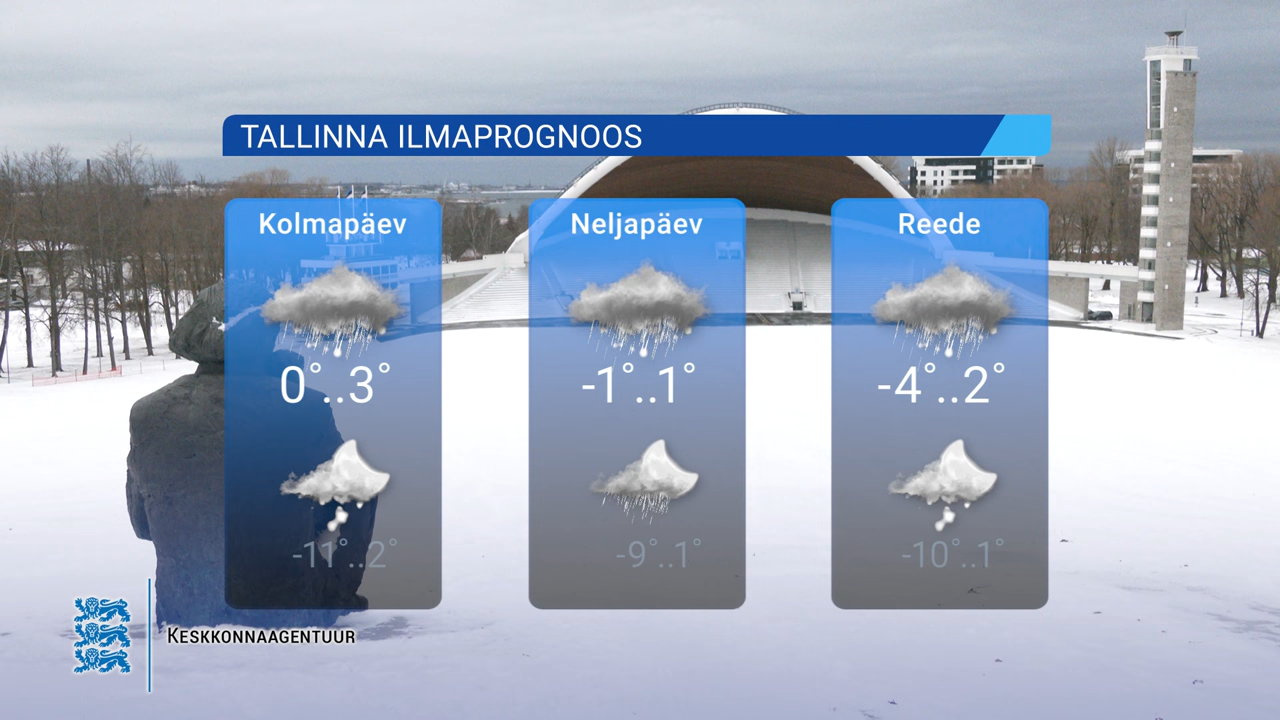 TALLINNA ILMAPROGNOOS
Kolmapäev
0°..3°
-11°..2°
Neljapäev
-1°..1°
-9°..1°
Reede
-4°..2°
-10°..1°
KESKKONNAAGENTUUR